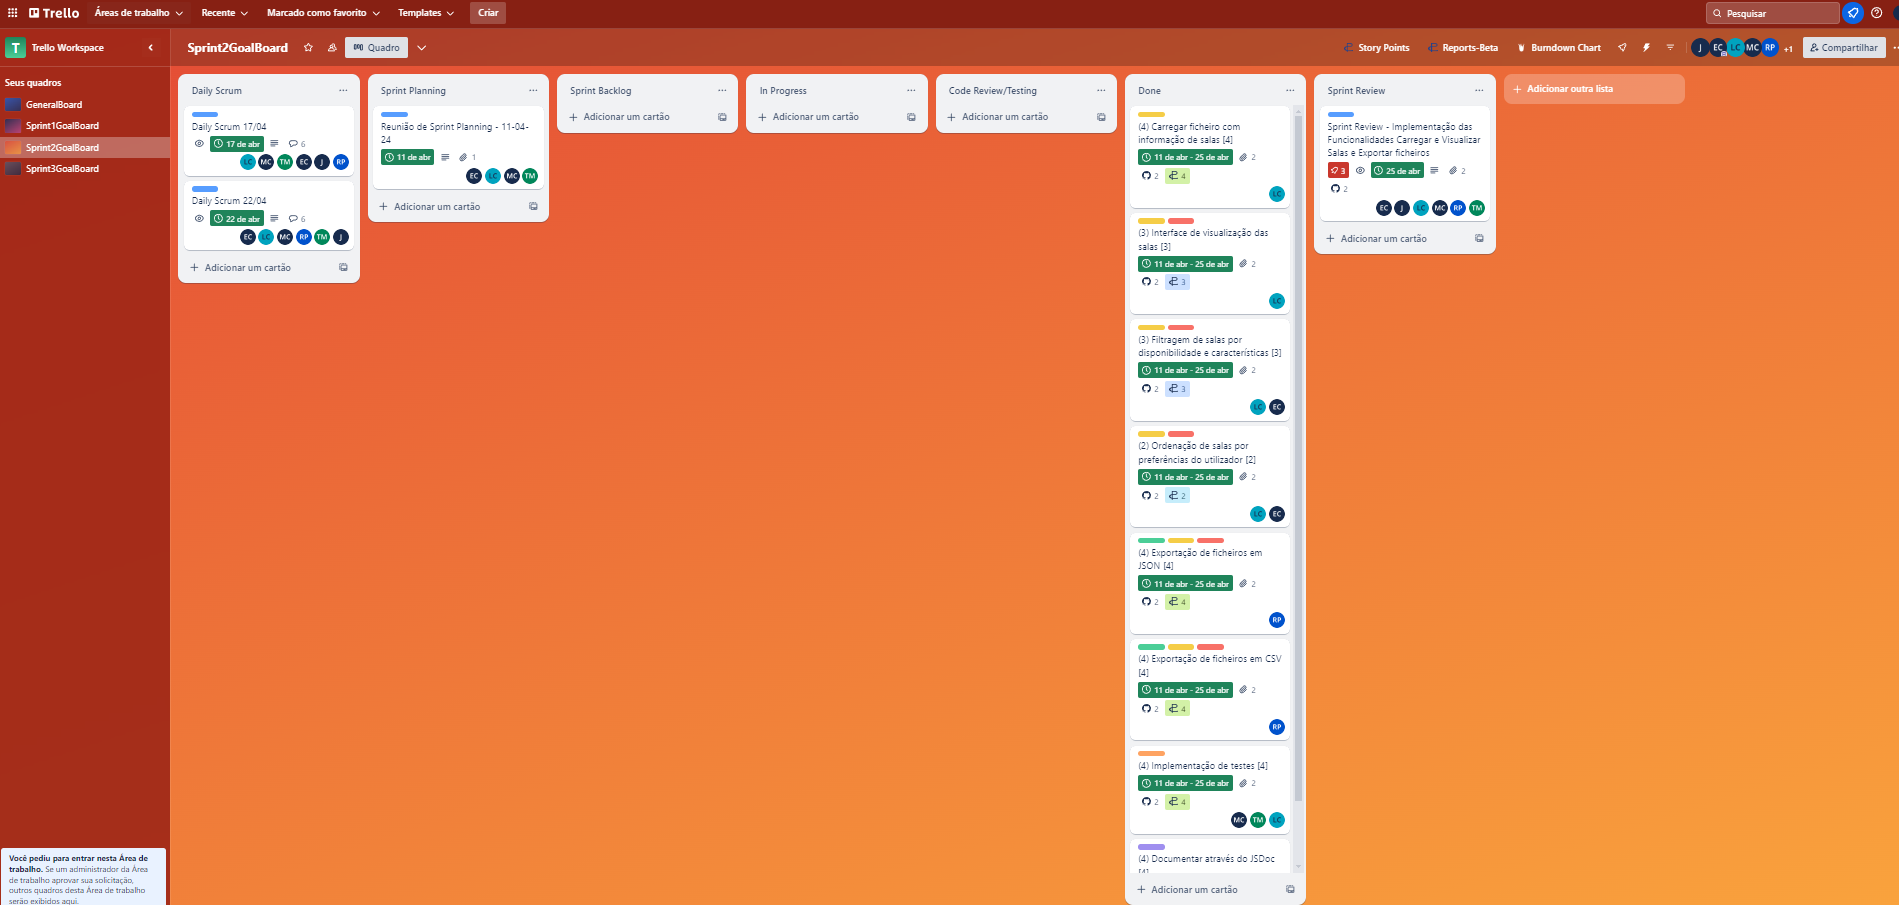 Trello
Áreas de trabalho
Recente
Marcado como favorito
Templates
Criar
Pesquisar
T
Trello Workspace
Sprint2GoalBoard
Quadro
Story Points
Reports-Beta
Burndown Chart
J
EC
LC
MC
RP
+1
Compartilhar
Seus quadros
GeneralBoard
Sprint1GoalBoard
Sprint2GoalBoard
Sprint3GoalBoard
Você pediu para entrar nesta Área de
trabalho. Se um administrador da Área
de trabalho aprovar sua solicitação,
outros quadros desta Área de trabalho
serão exibidos aqui.
Daily Scrum
Daily Scrum 17/04
17 de abr
6
LC MC TM EC J RP
Daily Scrum 22/04
22 de abr
6
EC LC MC RP TM J
Adicionar um cartão
Sprint Planning
Reunião de Sprint Planning - 11-04-
24
11 de abr
1
EC LC MC TM
Adicionar um cartão
Sprint Backlog
Adicionar um cartão
In Progress
Adicionar um cartão
Code Review/Testing
Adicionar um cartão
Done
(4) Carregar ficheiro com
informação de salas [4]
11 de abr - 25 de abr
2
2
4
LC
(3) Interface de visualização das
salas [3]
11 de abr - 25 de abr
2
2
3
LC
(3) Filtragem de salas por
disponibilidade e características [3]
11 de abr - 25 de abr
2
2
3
LC EC
(2) Ordenação de salas por
preferências do utilizador [2]
11 de abr - 25 de abr
2
2
2
LC EC
(4) Exportação de ficheiros em
JSON [4]
11 de abr - 25 de abr
2
2
4
RP
(4) Exportação de ficheiros em CSV
[4]
11 de abr - 25 de abr
2
2
4
RP
(4) Implementação de testes [4]
11 de abr - 25 de abr
2
2
4
MC TM LC
(4) Documentar através do JSDoc
[4]
Adicionar um cartão
Sprint Review
Sprint Review - Implementação das
Funcionalidades Carregar e Visualizar
Salas e Exportar ficheiros
3
25 de abr
2
2
EC J LC MC RP TM
Adicionar um cartão
Adicionar outra lista